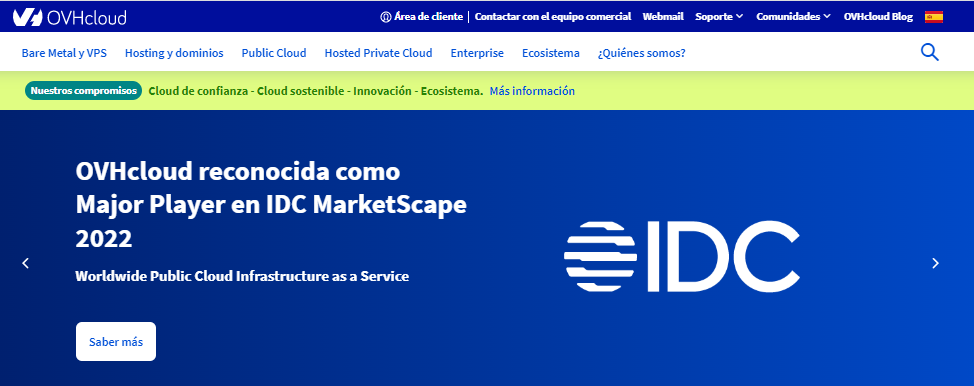 OVHcloud
Área de cliente | Contactar con el equipo comercial Webmail Soporte Comunidades OVHcloud Blog
Bare Metal y VPS Hosting y dominios Public Cloud Hosted Private Cloud Enterprise Ecosistema ¿Quiénes somos?
Nuestros compromisos Cloud de confianza - Cloud sostenible - Innovación - Ecosistema. Más información
OVHcloud reconocida como
Major Player en IDC MarketScape
2022
Worldwide Public Cloud Infrastructure as a Service
IDC
Saber más